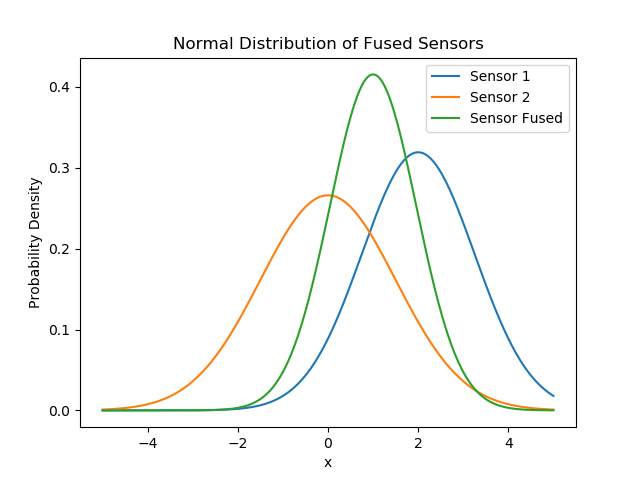 Normal Distribution of Fused Sensors
Sensor 1
Sensor 2
Sensor Fused
Probability Density
0.4
0.3
0.2
0.1
0.0
−4 −2 0 2 4
x